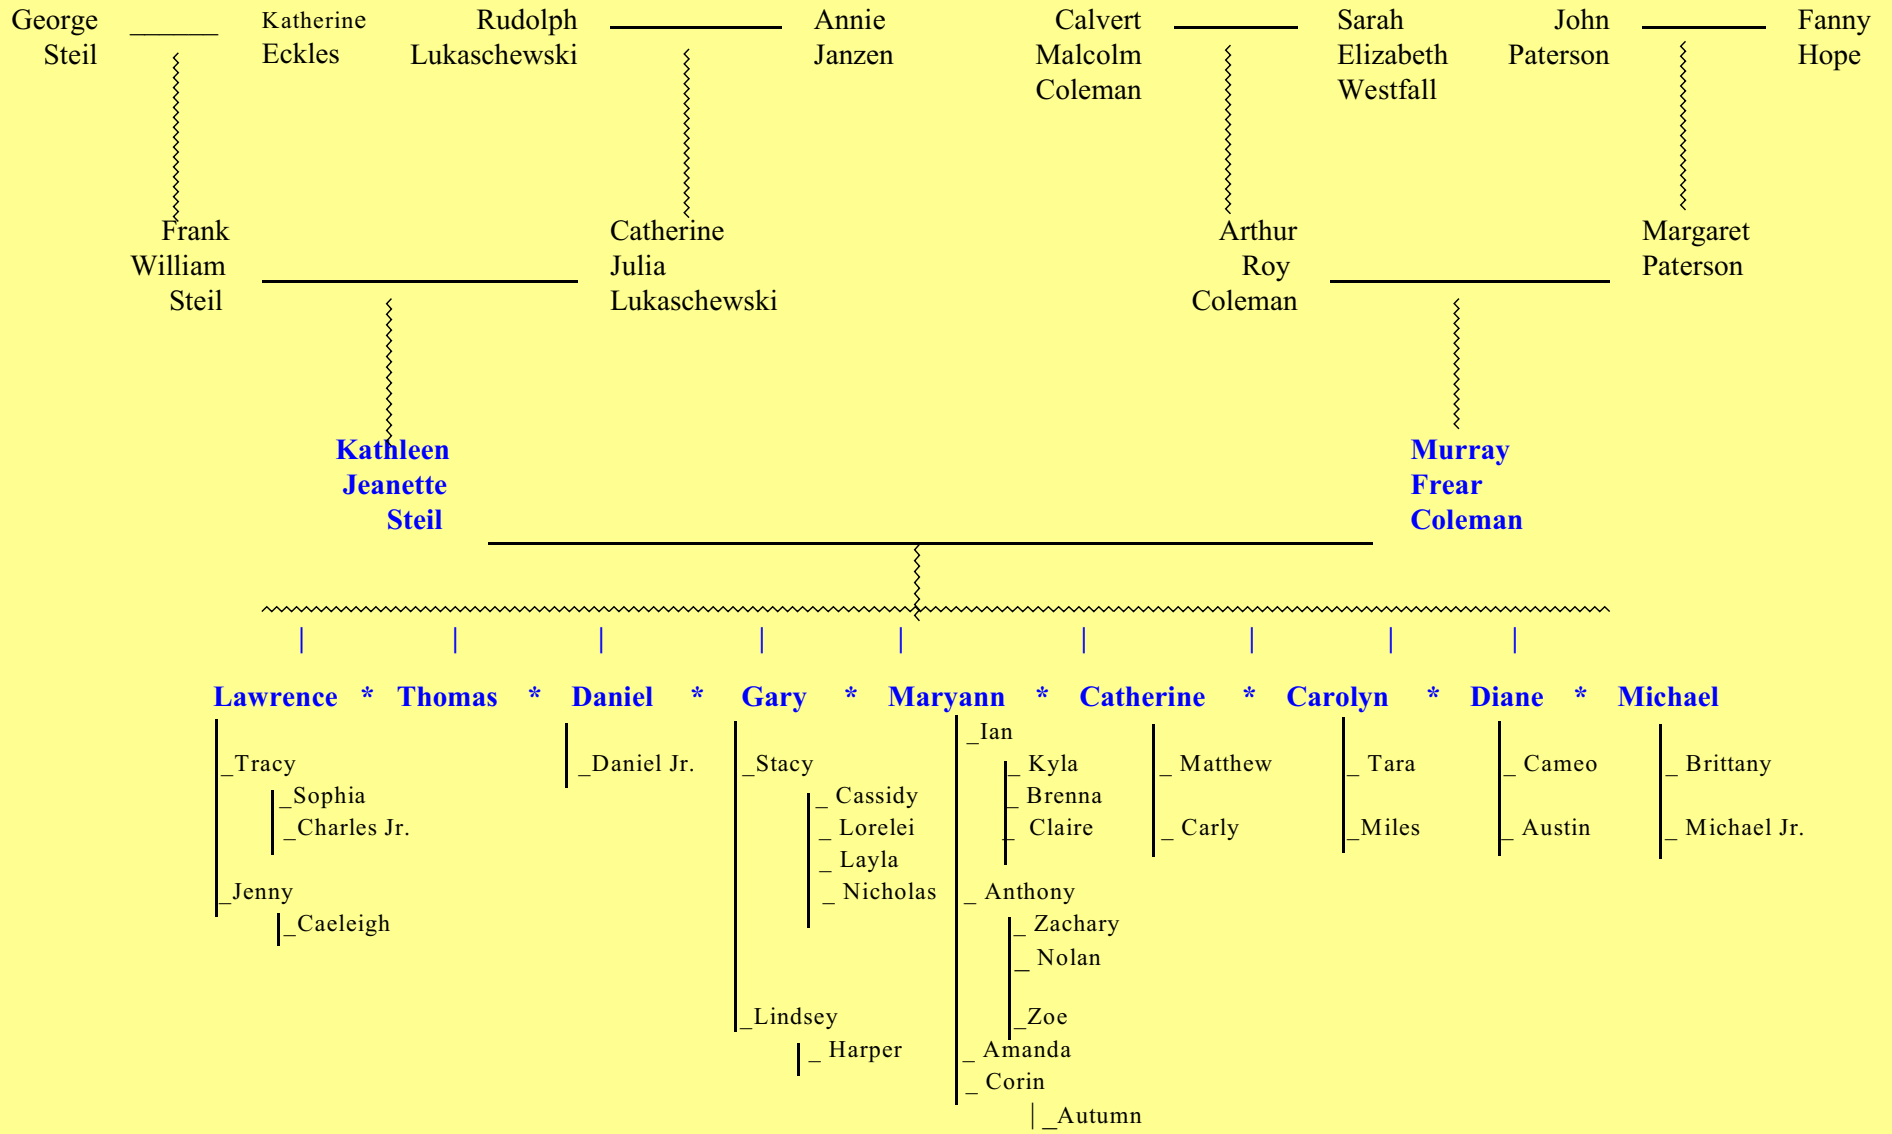 George ______ Katherine Rudolph Annie Calvert Sarah John Fanny
Steil Eckles Lukaschewski Janzen Malcolm Elizabeth Paterson Hope
Coleman Westfall
Frank Catherine Arthur Margaret
William Julia Roy Paterson
Steil Lukaschewski Coleman
Kathleen Murray
Jeanette Frear
Steil Coleman
| | | | | | | | |
Lawrence * Thomas * Daniel * Gary * Maryann * Catherine * Carolyn * Diane * Michael
_Ian
_Tracy _Daniel Jr. _Stacy _ Kyla _ Matthew _ Tara _ Cameo _ Brittany
_Sophia _ Cassidy _ Brenna
_Charles Jr. _ Lorelei _ Claire _ Carly _Miles _ Austin _ Michael Jr.
_ Layla
_Jenny _ Nicholas _ Anthony
_Caeleigh _ Zachary
_ Nolan
_Lindsey _Zoe
_ Harper _ Amanda
_ Corin
| _Autumn